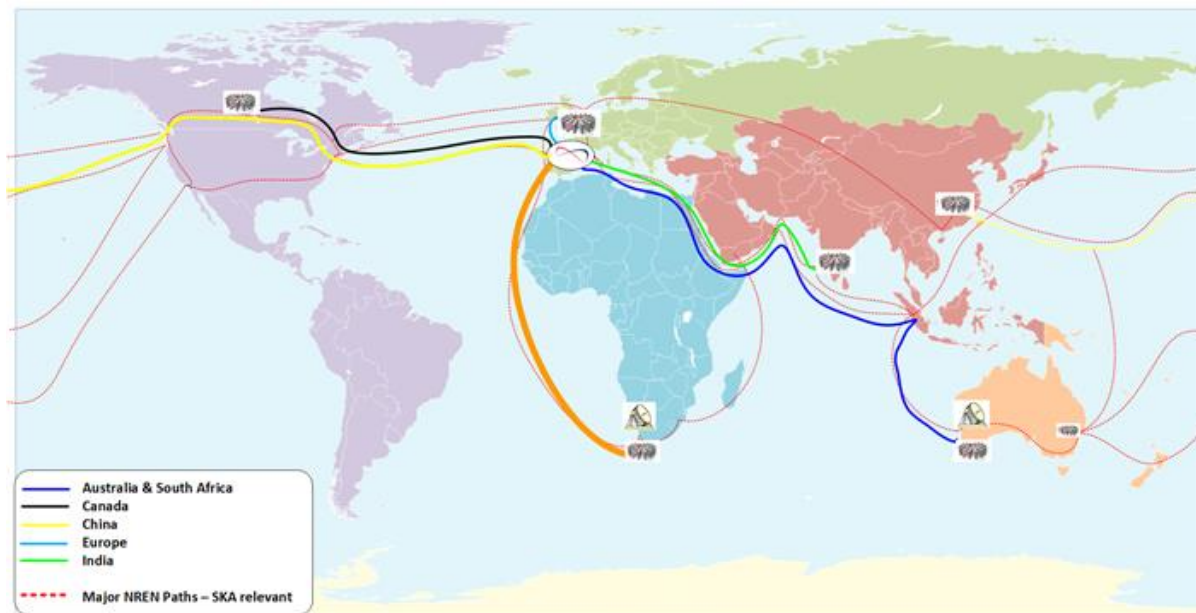 Australia & South Africa
Canada
China
Europe
India
Major NREN Paths – SKA relevant